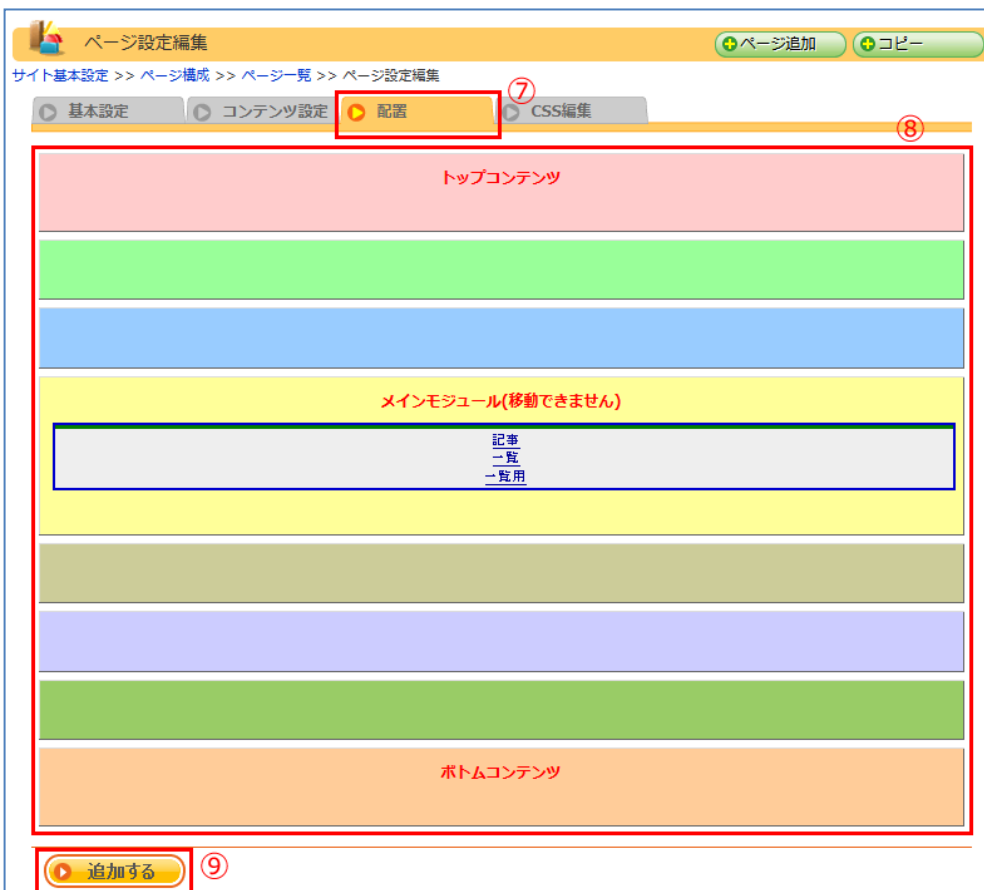 ページ設定編集
ページ追加
コピー
サイト基本設定 >> ページ構成 >> ページ一覧 >> ページ設定編集
基本設定
コンテンツ設定
配置
⑦
CSS編集
⑧
トップコンテンツ
メインモジュール(移動できません)
記事
一覧
一覧用
ボトムコンテンツ
追加する
⑨